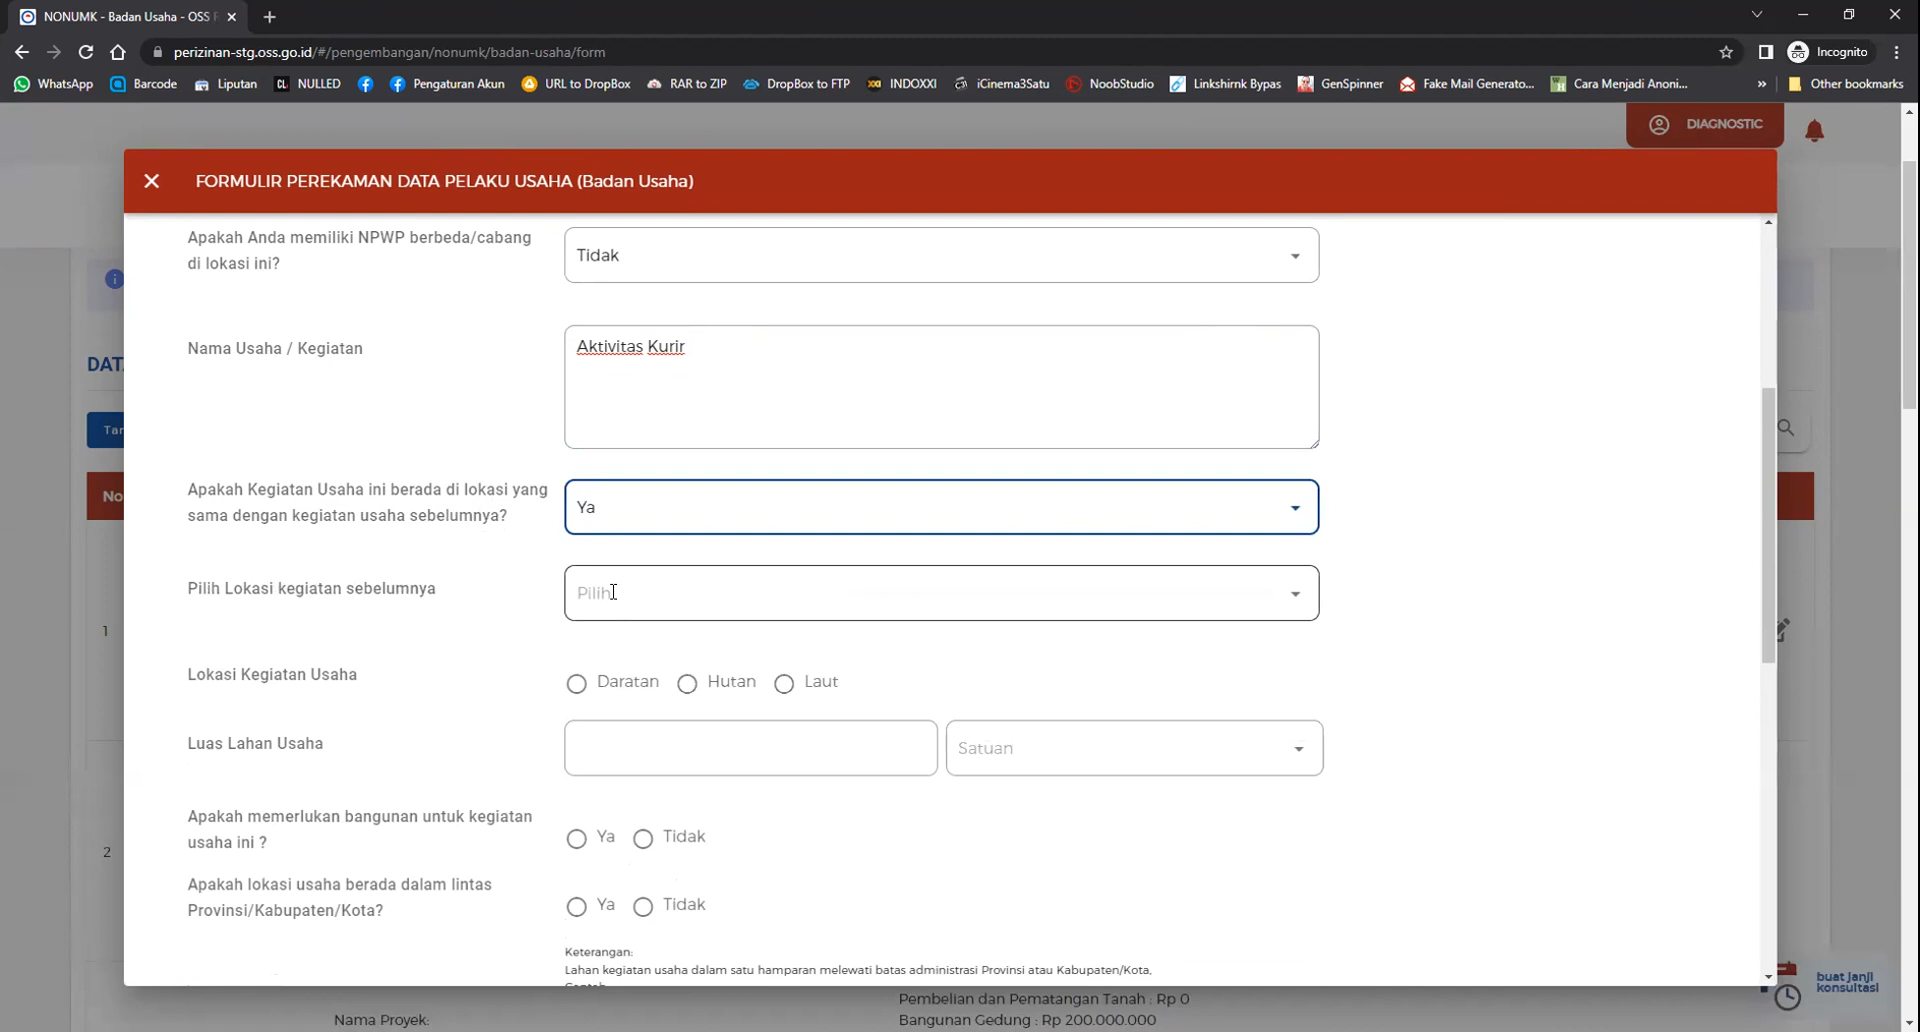 NONUMK - Badan Usaha - OSS
perizinan-stg.oss.go.id/#/pengembangan/nonumk/badan-usaha/form
Incognito
WhatsApp Barcode Liputan NULLED Pengaturan Akun URL to DropBox RAR to ZIP DropBox to FTP INDOXXI iCinema3Satu NoobStudio Linkshirnk Bypas GenSpinner Fake Mail Generato... Cara Menjadi Anoni... » Other bookmarks
DIAGNOSTIC
FORMULIR PEREKAMAN DATA PELAKU USAHA (Badan Usaha)
Apakah Anda memiliki NPWP berbeda/cabang
di lokasi ini?
Tidak
Nama Usaha / Kegiatan
Aktivitas Kurir
Apakah Kegiatan Usaha ini berada di lokasi yang
sama dengan kegiatan usaha sebelumnya?
Ya
Pilih Lokasi kegiatan sebelumnya
Pilih
Lokasi Kegiatan Usaha
Daratan Hutan Laut
Luas Lahan Usaha
Satuan
Apakah memerlukan bangunan untuk kegiatan
usaha ini ?
Ya Tidak
Apakah lokasi usaha berada dalam lintas
Provinsi/Kabupaten/Kota?
Ya Tidak
Keterangan:
Lahan kegiatan usaha dalam satu hamparan melewati batas administrasi Provinsi atau Kabupaten/Kota,
DAT
Tar
No
1
2
buat janji
konsultasi
Pembelian dan Pematangan Tanah : Rp 0
Nama Proyek:
Bangunan Gedung : Rp 200.000.000